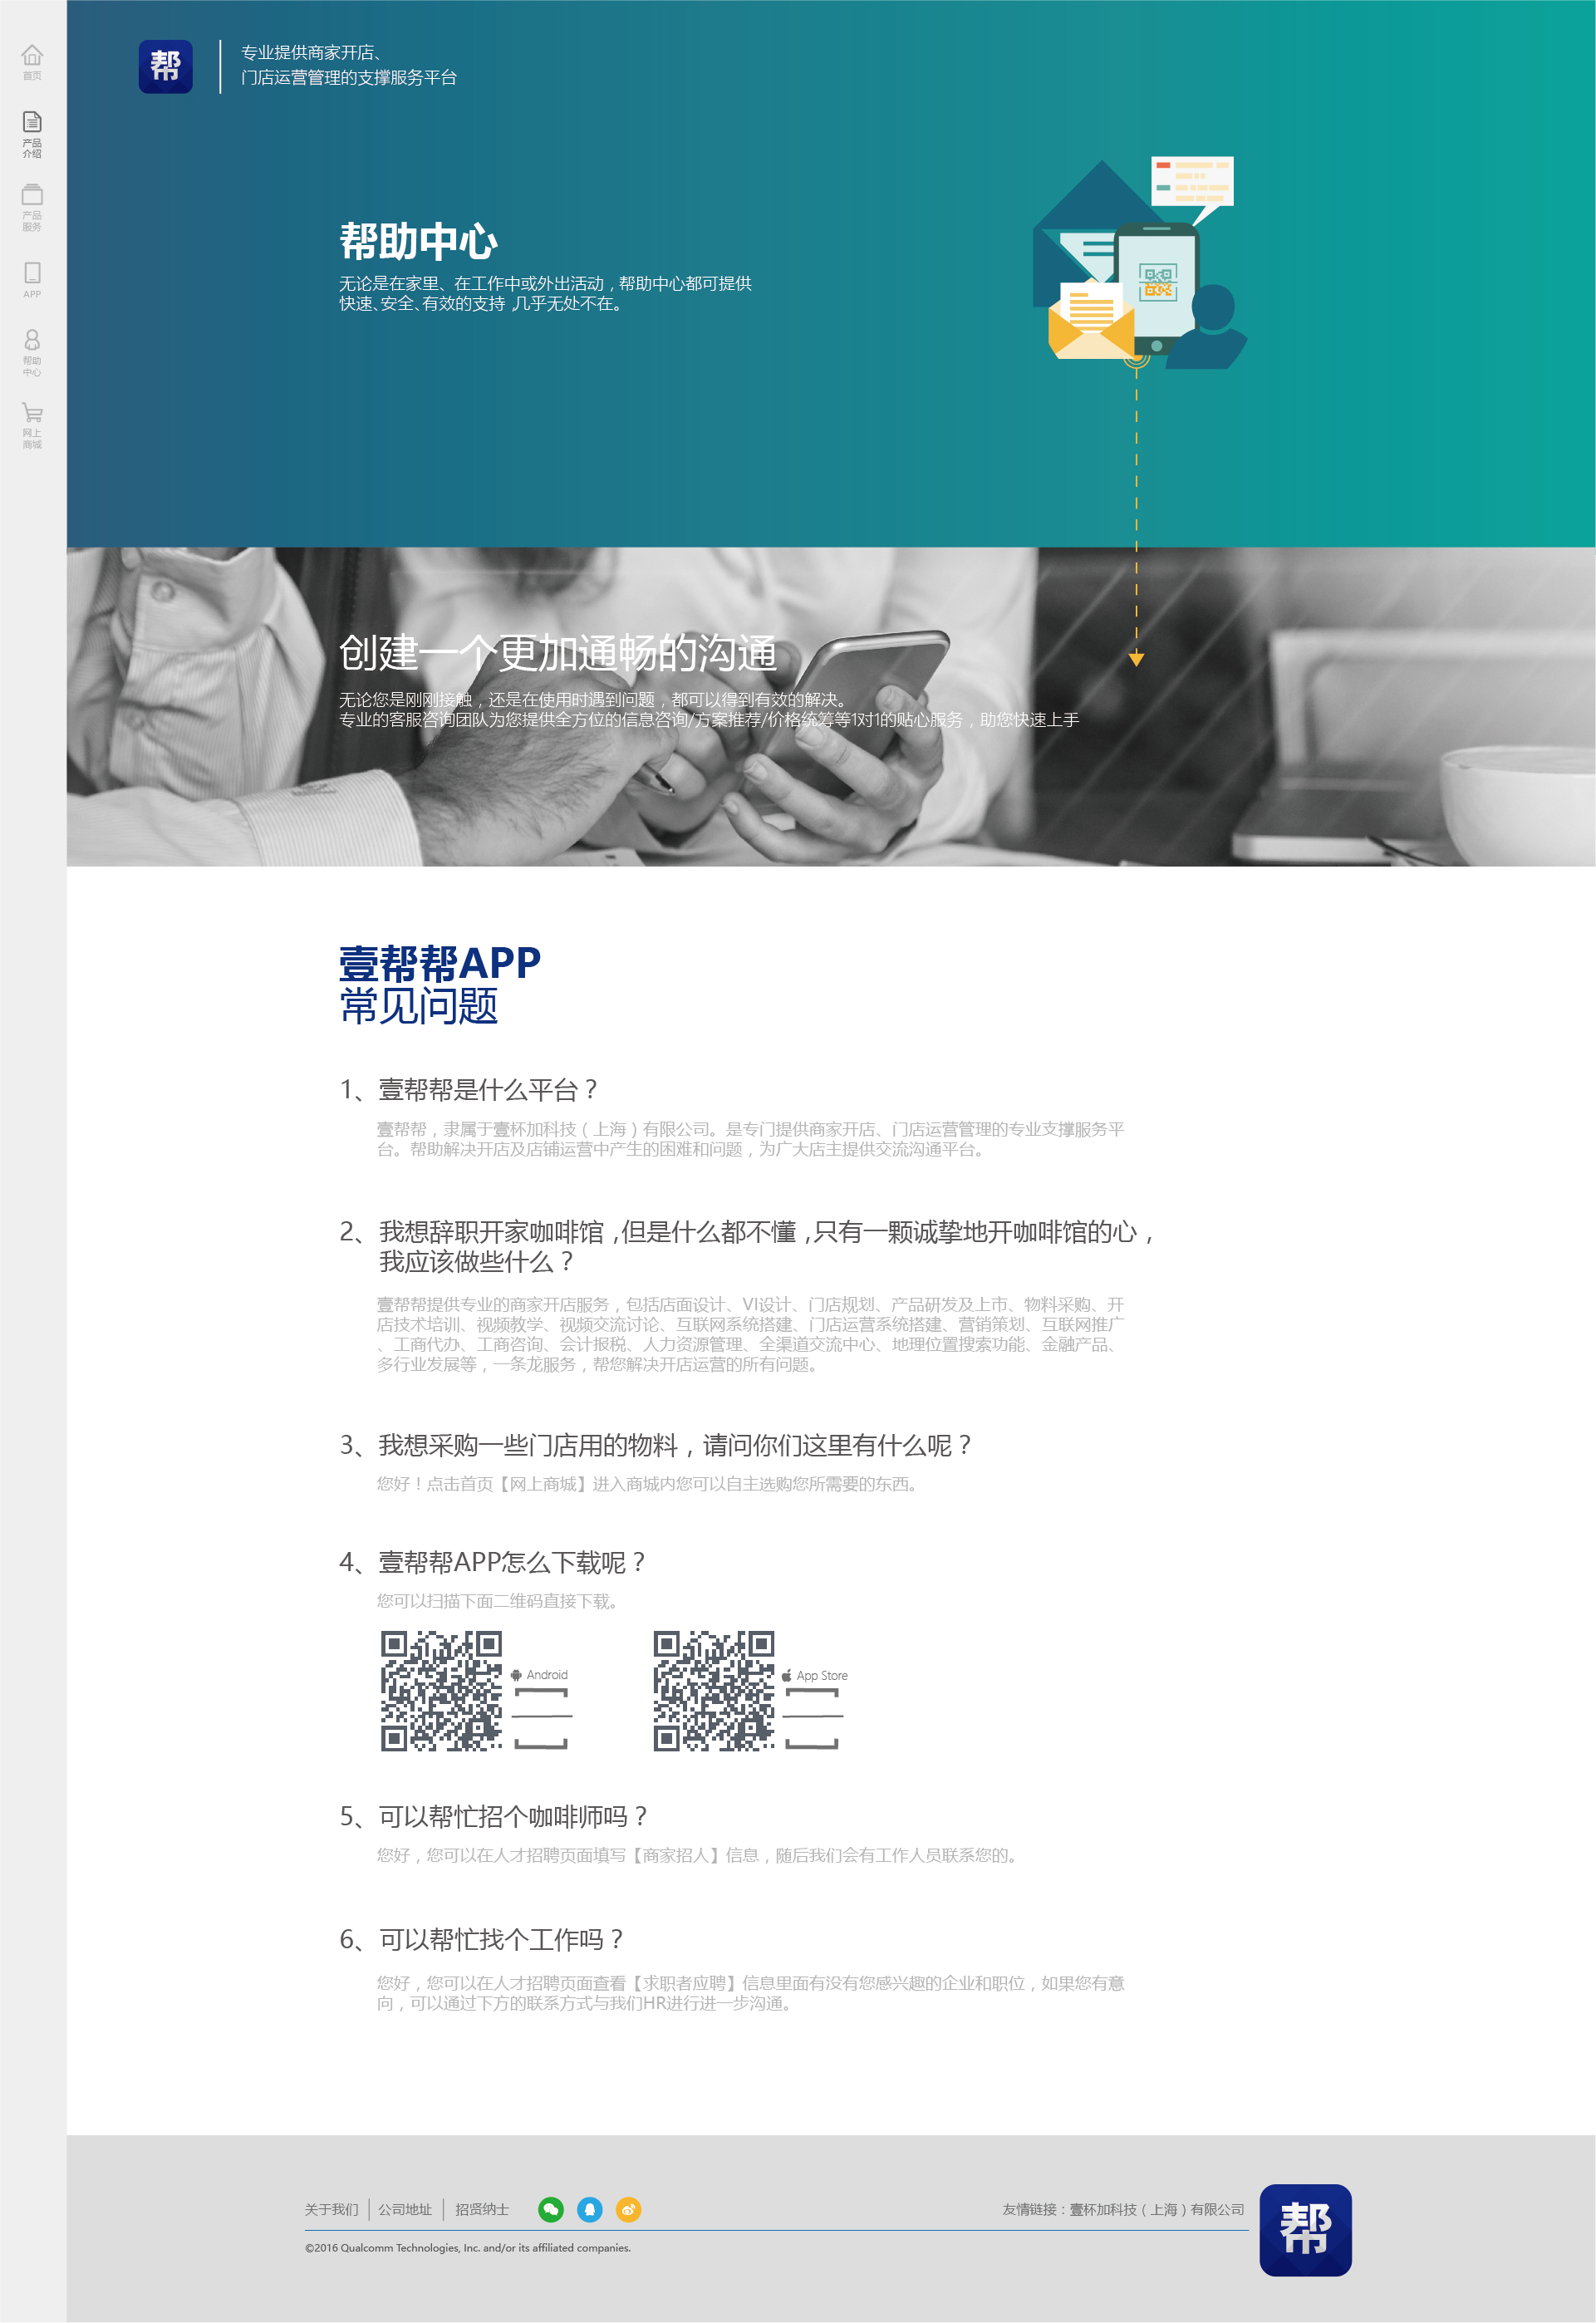 帮
专业提供商家开店、
门店运营管理的支撑服务平台
首页
产品
介绍
产品
服务
APP
帮助
中心
网上
商城
帮助中心
无论是在家里、在工作中或外出活动，帮助中心都可提供
快速、安全、有效的支持，几乎无处不在。
创建一个更加通畅的沟通
无论您是刚刚接触，还是在使用时遇到问题，都可以得到有效的解决。
专业的客服咨询团队为您提供全方位的信息咨询/方案推荐/价格统筹等1对1的贴心服务，助您快速上手
壹帮帮APP
常见问题
1、壹帮帮是什么平台？
壹帮帮，隶属于壹杯加科技（上海）有限公司。是专门提供商家开店、门店运营管理的专业支撑服务平
台。帮助解决开店及店铺运营中产生的困难和问题，为广大店主提供交流沟通平台。
2、我想辞职开家咖啡馆，但是什么都不懂，只有一颗诚挚地开咖啡馆的心，
我应该做些什么？
壹帮帮提供专业的商家开店服务，包括店面设计、VI设计、门店规划、产品研发及上市、物料采购、开
店技术培训、视频教学、视频交流讨论、互联网系统搭建、门店运营系统搭建、营销策划、互联网推广
、工商代办、工商咨询、会计报税、人力资源管理、全渠道交流中心、地理位置搜索功能、金融产品、
多行业发展等，一条龙服务，帮您解决开店运营的所有问题。
3、我想采购一些门店用的物料，请问你们这里有什么呢？
您好！点击首页【网上商城】进入商城内您可以自主选购您所需要的东西。
4、壹帮帮APP怎么下载呢？
您可以扫描下面二维码直接下载。
Android
App Store
5、可以帮忙招个咖啡师吗？
您好，您可以在人才招聘页面填写【商家招人】信息，随后我们会有工作人员联系您的。
6、可以帮忙找个工作吗？
您好，您可以在人才招聘页面查看【求职者应聘】信息里面有没有您感兴趣的企业和职位，如果您有意
向，可以通过下方的联系方式与我们HR进行进一步沟通。
关于我们 | 公司地址 | 招贤纳士
友情链接：壹杯加科技（上海）有限公司
©2016 Qualcomm Technologies, Inc. and/or its affiliated companies.
帮